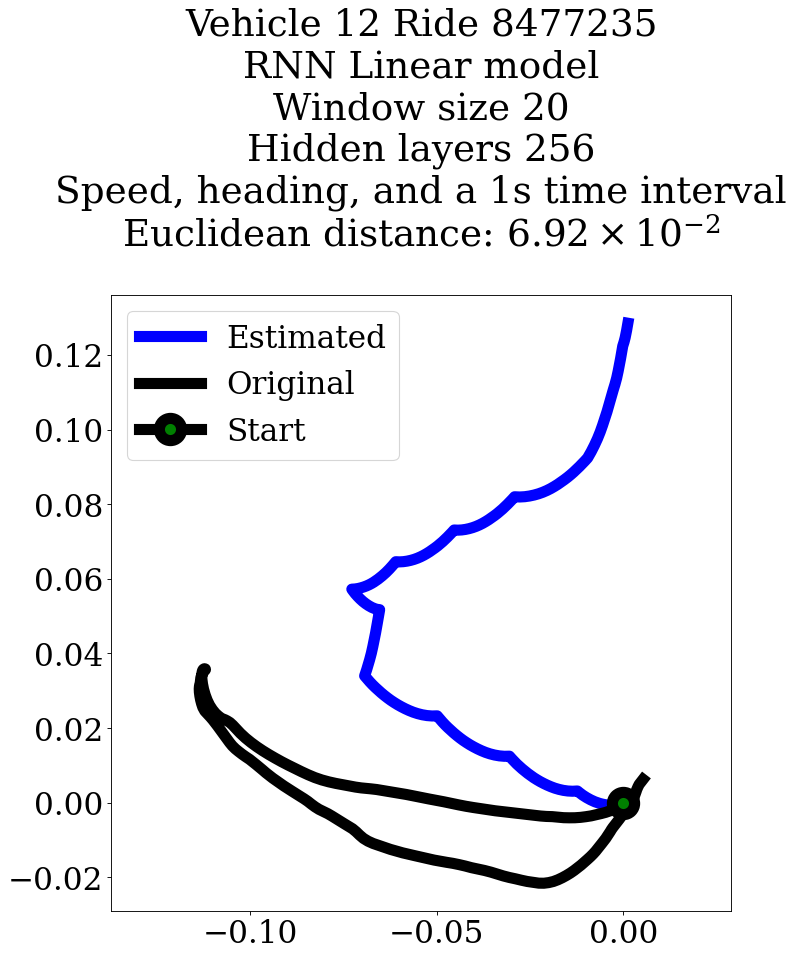 Vehicle 12 Ride 8477235
RNN Linear model
Window size 20
Hidden layers 256
Speed, heading, and a 1s time interval
Euclidean distance: 6.92 × 10⁻²
Estimated
Original
Start
0.12
0.10
0.08
0.06
0.04
0.02
0.00
−0.02
−0.10
−0.05
0.00